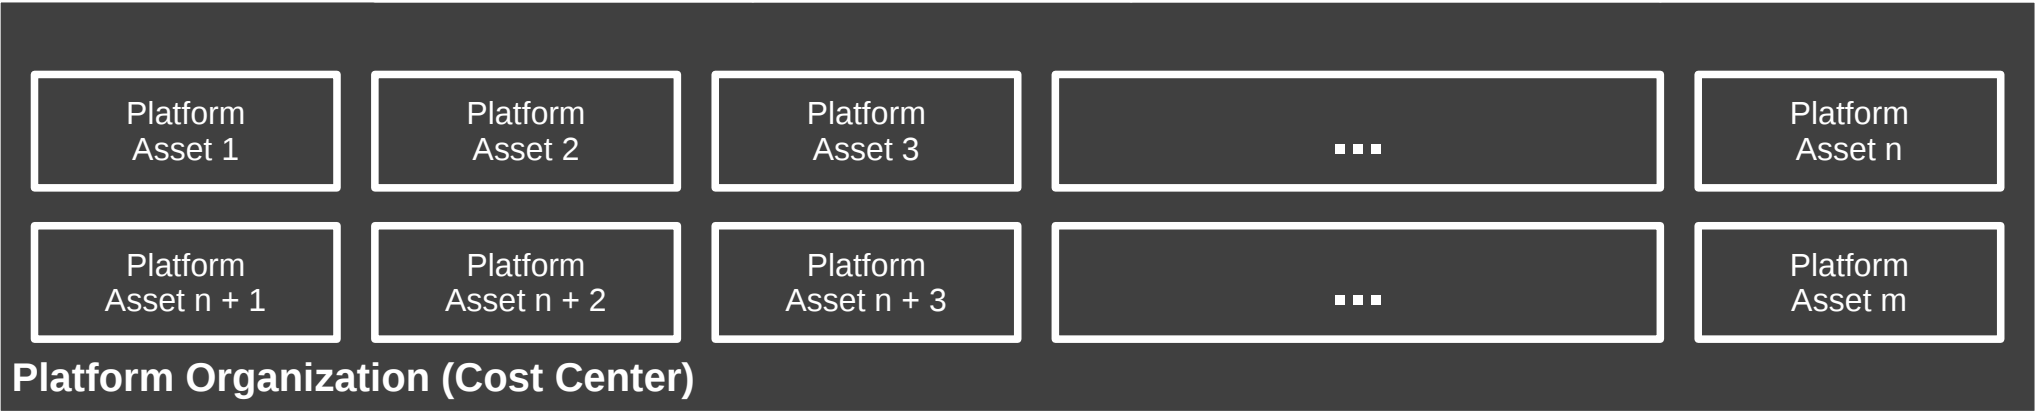 Platform
Asset 1
Platform
Asset 2
Platform
Asset 3
...
Platform
Asset n
Platform
Asset n + 1
Platform
Asset n + 2
Platform
Asset n + 3
...
Platform
Asset m
Platform Organization (Cost Center)